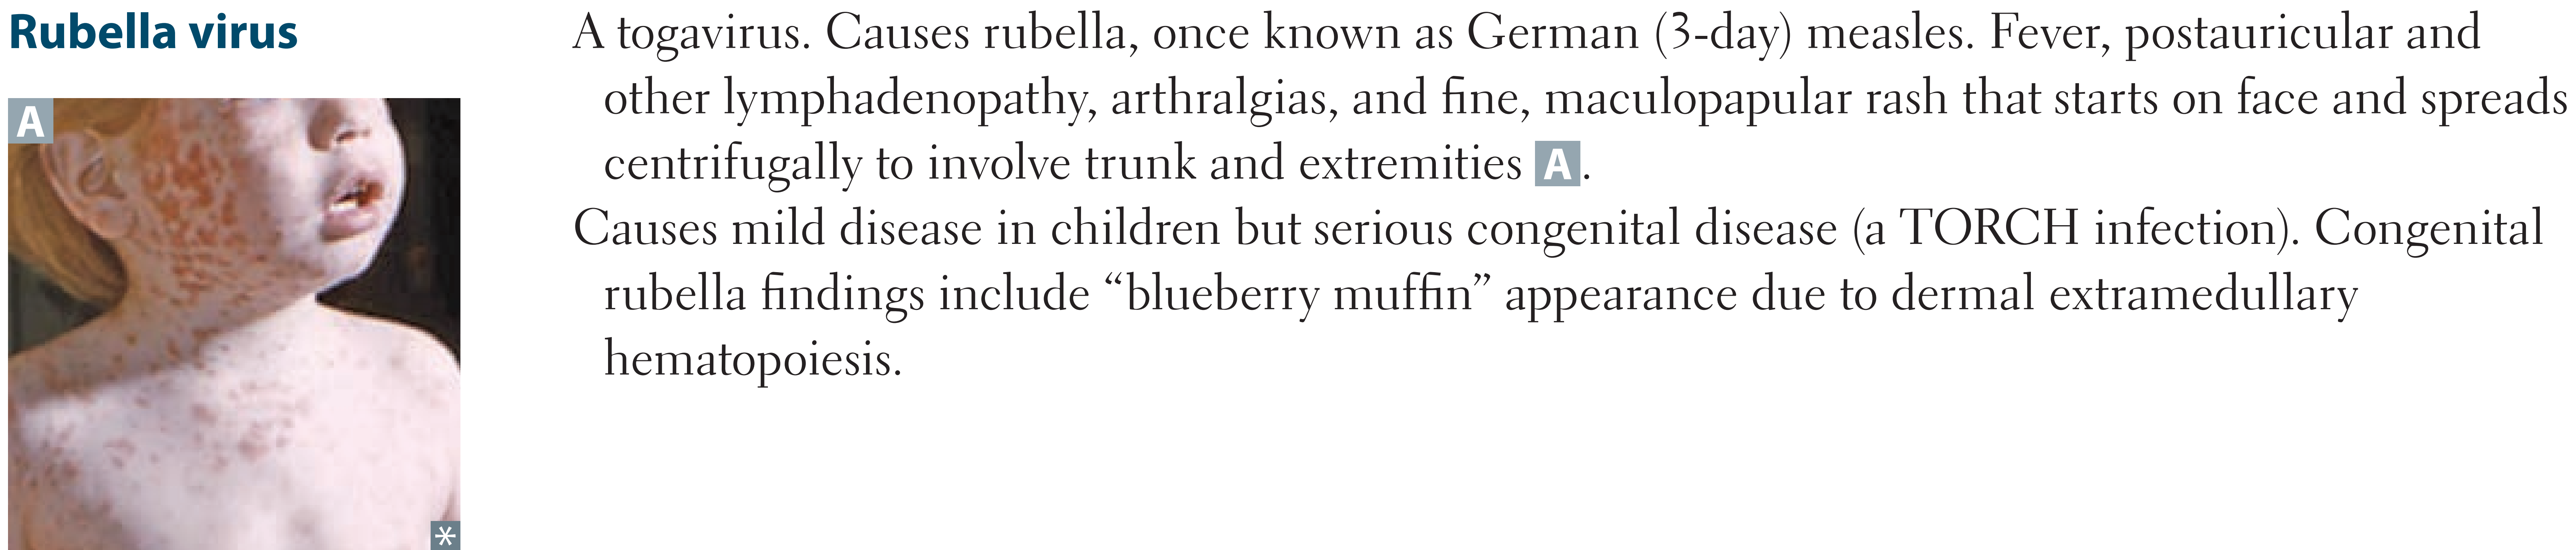 Rubella virus
A togavirus. Causes rubella, once known as German (3-day) measles. Fever, postauricular and
other lymphadenopathy, arthralgias, and fine, maculopapular rash that starts on face and spreads
centrifugally to involve trunk and extremities A.
Causes mild disease in children but serious congenital disease (a TORCH infection). Congenital
rubella findings include “blueberry muffin” appearance due to dermal extramedullary
hematopoiesis.
A
*